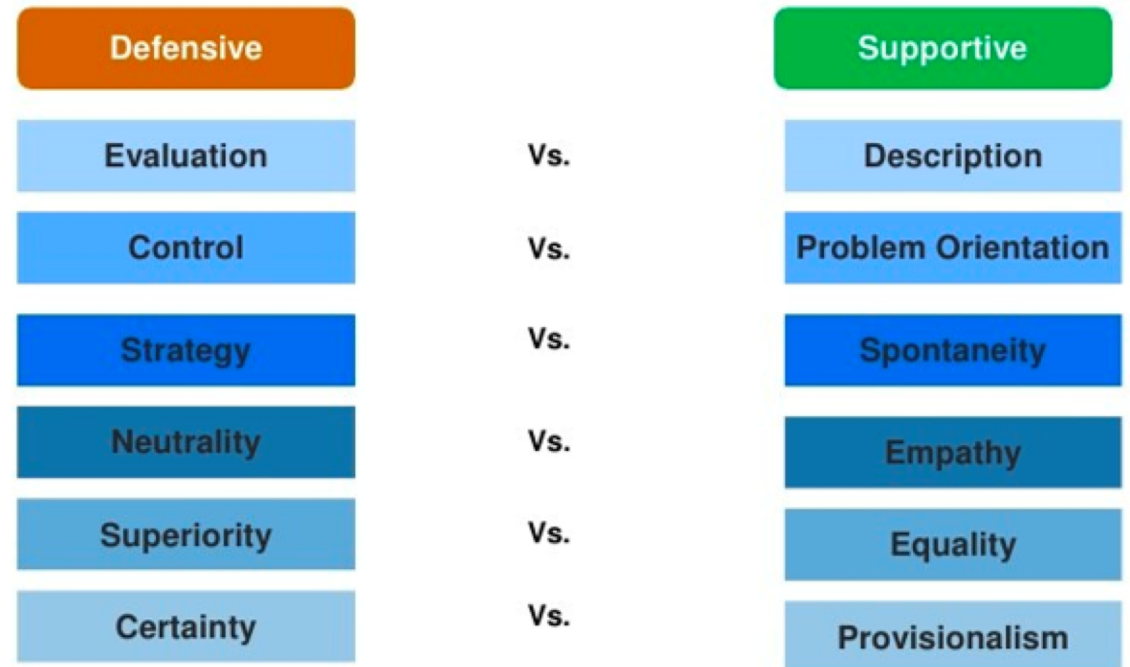 Defensive Supportive
Evaluation Vs. Description
Control Vs. Problem Orientation
Strategy Vs. Spontaneity
Neutrality Vs. Empathy
Superiority Vs. Equality
Certainty Vs. Provisionalism